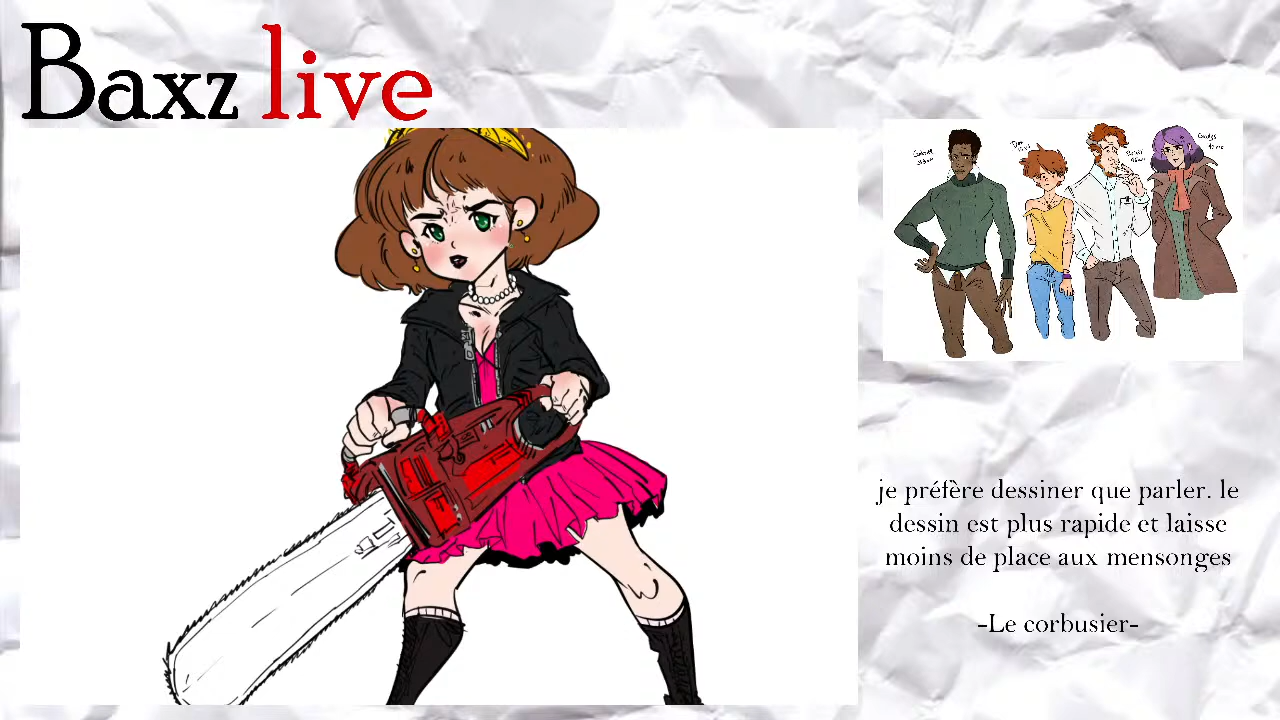 Baxz live
je préfère dessiner que parler. le
dessin est plus rapide et laisse
moins de place aux mensonges
-Le corbusier-